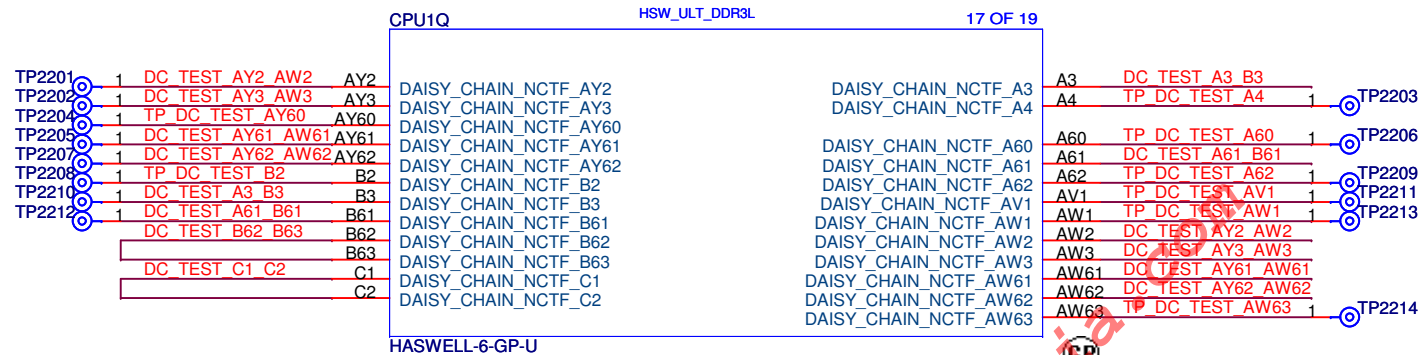 CPU1Q HSW_ULT_DDR3L 17 OF 19
TP2201 1 DC_TEST_AY2_AW2 AY2 DAISY_CHAIN_NCTF_AY2
TP2202 1 DC_TEST_AY3_AW3 AY3 DAISY_CHAIN_NCTF_AY3
TP2204 1 TP_DC_TEST_AY60 AY60 DAISY_CHAIN_NCTF_AY60
TP2205 1 DC_TEST_AY61_AW61 AY61 DAISY_CHAIN_NCTF_AY61
TP2207 1 DC_TEST_AY62_AW62 AY62 DAISY_CHAIN_NCTF_AY62
TP2208 1 TP_DC_TEST_B2 B2 DAISY_CHAIN_NCTF_B2
TP2210 1 DC_TEST_A3_B3 B3 DAISY_CHAIN_NCTF_B3
TP2212 1 DC_TEST_A61_B61 B61 DAISY_CHAIN_NCTF_B61
DC_TEST_B62_B63 B62 DAISY_CHAIN_NCTF_B62
B63 DAISY_CHAIN_NCTF_B63
DC_TEST_C1_C2 C1 DAISY_CHAIN_NCTF_C1
C2 DAISY_CHAIN_NCTF_C2
DAISY_CHAIN_NCTF_A3 A3 DC_TEST_A3_B3
DAISY_CHAIN_NCTF_A4 A4 TP_DC_TEST_A4 1 TP2203
DAISY_CHAIN_NCTF_A60 A60 TP_DC_TEST_A60 1 TP2206
DAISY_CHAIN_NCTF_A61 A61 DC_TEST_A61_B61
DAISY_CHAIN_NCTF_A62 A62 TP_DC_TEST_A62 1 TP2209
DAISY_CHAIN_NCTF_AV1 AV1 TP_DC_TEST_AV1 1 TP2211
DAISY_CHAIN_NCTF_AW1 AW1 TP_DC_TEST_AW1 1 TP2213
DAISY_CHAIN_NCTF_AW2 AW2 DC_TEST_AY2_AW2
DAISY_CHAIN_NCTF_AW3 AW3 DC_TEST_AY3_AW3
DAISY_CHAIN_NCTF_AW61 AW61 DC_TEST_AY61_AW61
DAISY_CHAIN_NCTF_AW62 AW62 DC_TEST_AY62_AW62
DAISY_CHAIN_NCTF_AW63 AW63 TP_DC_TEST_AW63 1 TP2214
HASWELL-6-GP-U